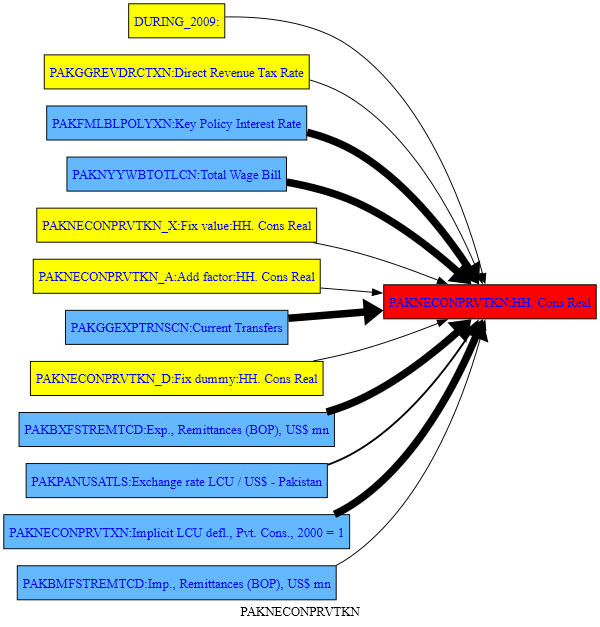 DURING_2009:
PAKGGREVDRCTXN:Direct Revenue Tax Rate
PAKFMLBLPOLYXN:Key Policy Interest Rate
PAKNYYWBTOTLCN:Total Wage Bill
PAKNECONPRVTKN_X:Fix value:HH. Cons Real
PAKNECONPRVTKN_A:Add factor:HH. Cons Real
PAKNECONPRVTKN:HH. Cons Real
PAKGGEXPTRNSCN:Current Transfers
PAKNECONPRVTKN_D:Fix dummy:HH. Cons Real
PAKBXFSTREMTCD:Exp., Remittances (BOP), US$ mn
PAKPANUSATLS:Exchange rate LCU / US$ - Pakistan
PAKNECONPRVTXN:Implicit LCU defl., Pvt. Cons., 2000 = 1
PAKBMFSTREMTCD:Imp., Remittances (BOP), US$ mn
PAKNECONPRVTKN